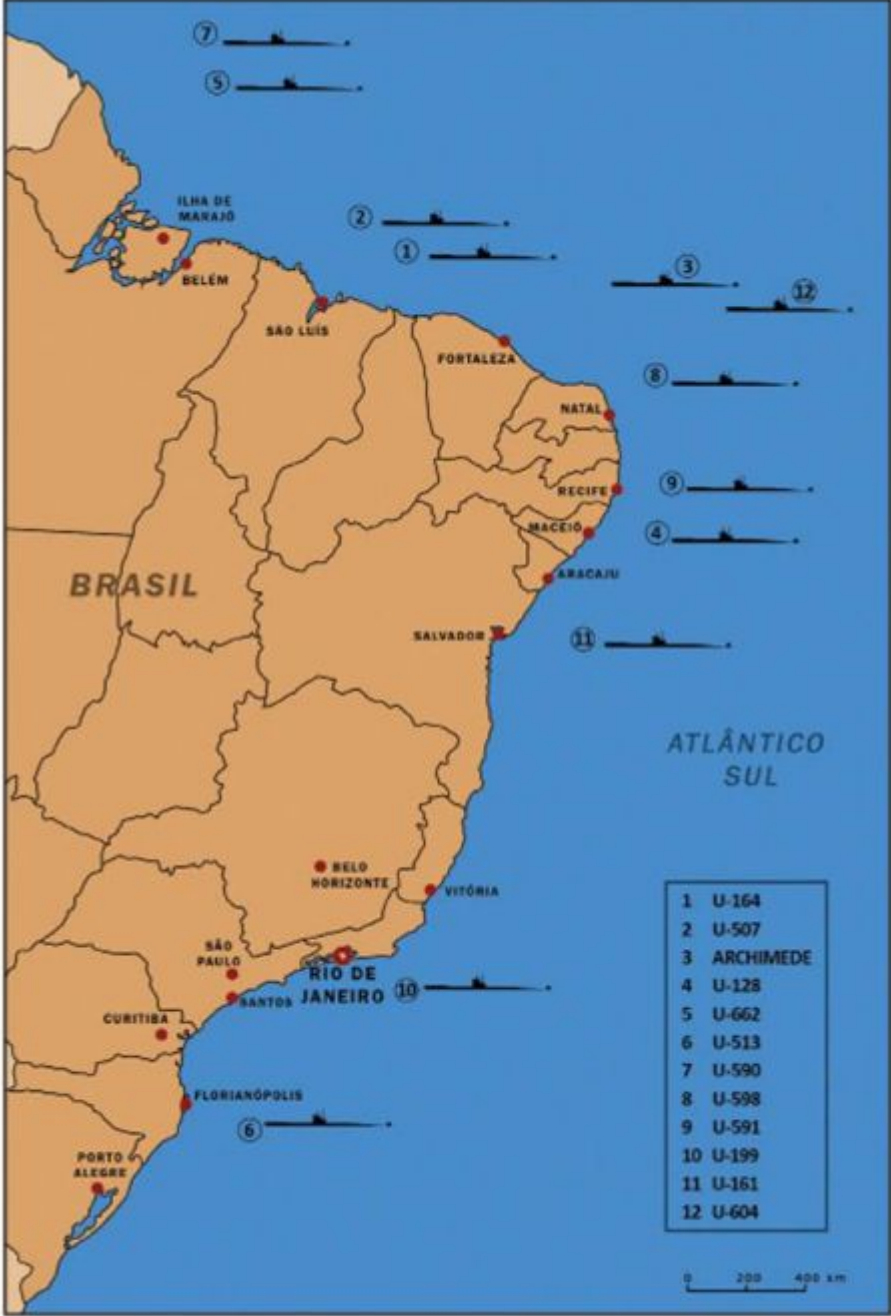 7
5
ILHA DE
MARAJÓ
2
BELÉM
1
3
12
SÃO LUÍS
FORTALEZA
8
NATAL
RECIFE
9
MACEIÓ
4
ARACAJU
BRASIL
SALVADOR
11
ATLÂNTICO
SUL
BELO
HORIZONTE
VITÓRIA
SÃO
PAULO
RIO DE
JANEIRO
10
SANTOS
CURITIBA
FLORIANÓPOLIS
6
PORTO
ALEGRE
1 U-164
2 U-507
3 ARCHIMEDE
4 U-128
5 U-662
6 U-513
7 U-590
8 U-598
9 U-591
10 U-199
11 U-161
12 U-604
0 200 400 km